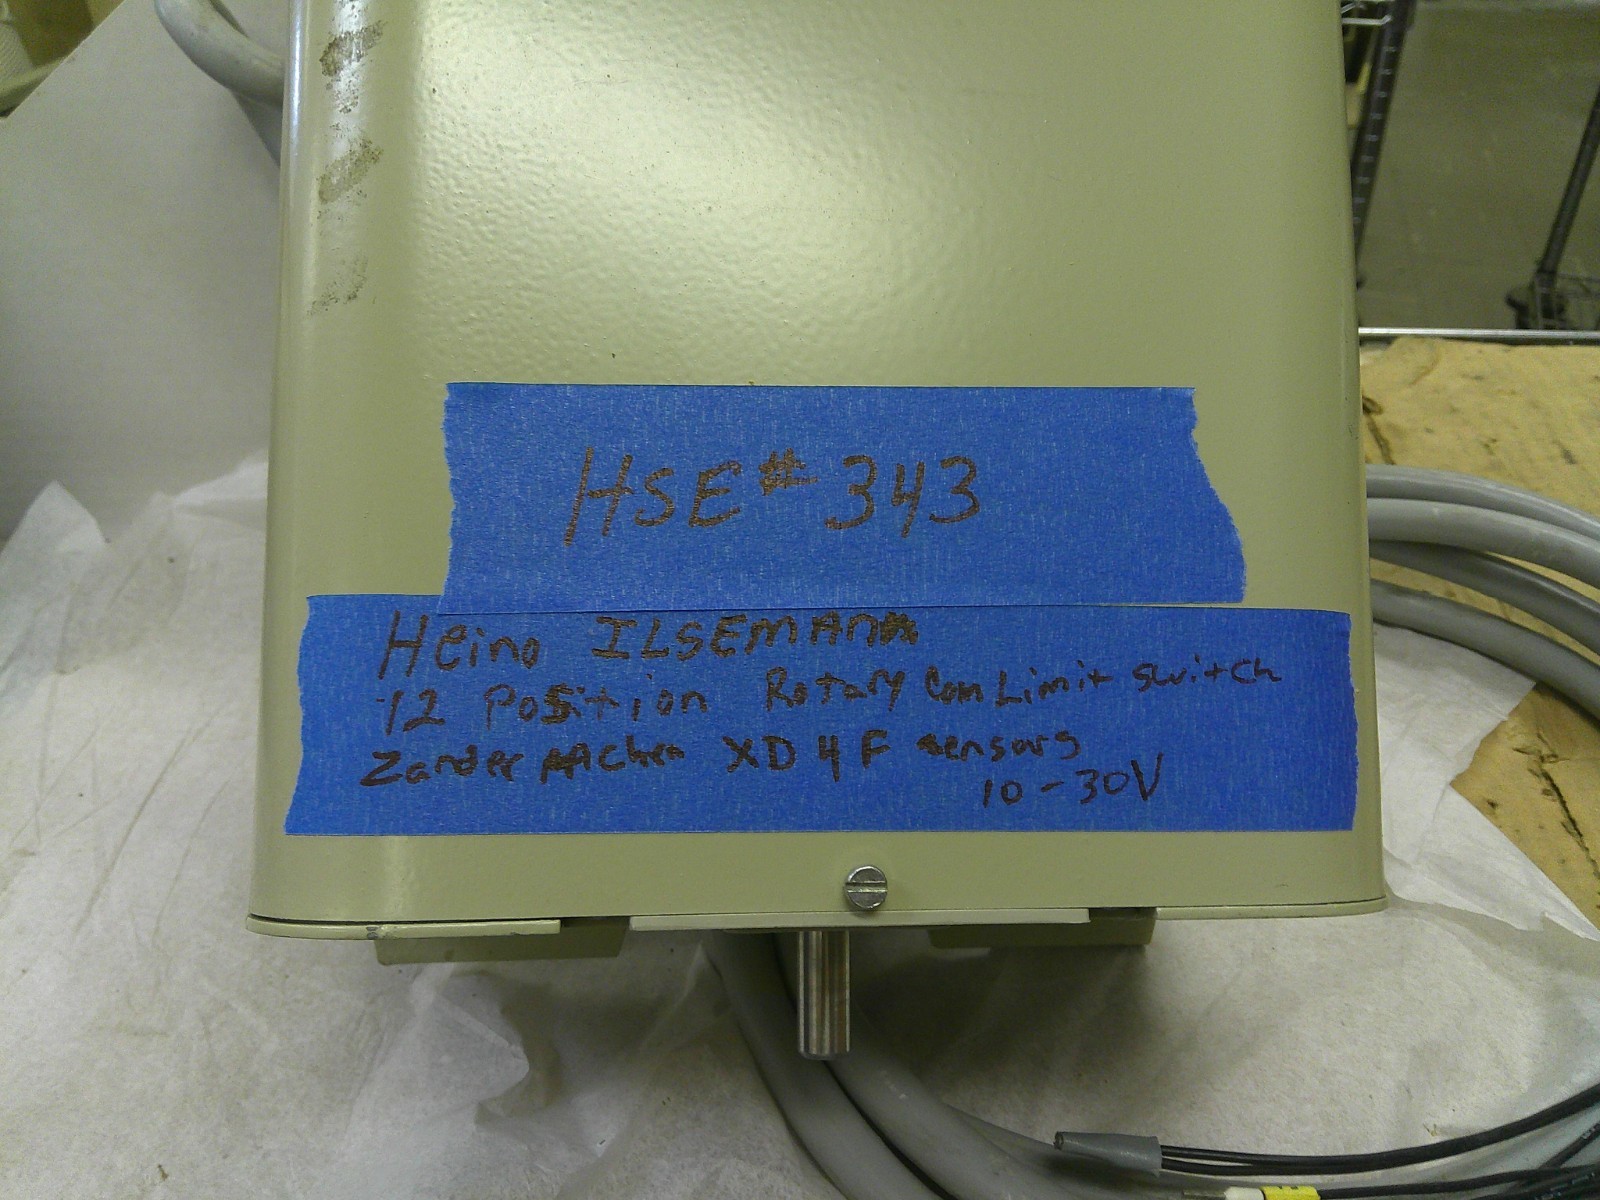 HSE # 343
Heino ILSEMANN
12 Position Rotary Cam Limit Switch
Zander AAchen XD4F sensors
10-30V